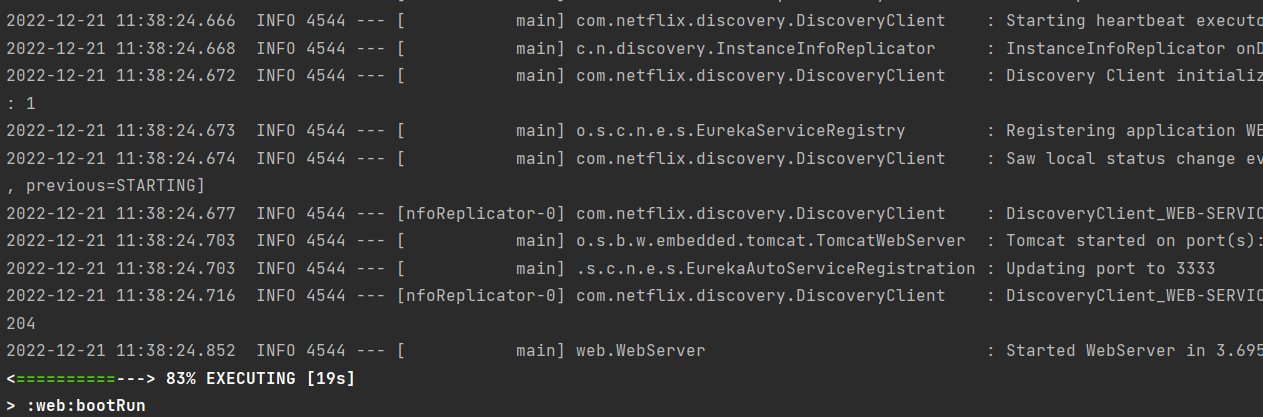 2022-12-21 11:38:24.666  INFO 4544 --- [           main] com.netflix.discovery.DiscoveryClient    : Starting heartbeat executo
2022-12-21 11:38:24.668  INFO 4544 --- [           main] c.n.discovery.InstanceInfoReplicator     : InstanceInfoReplicator onD
2022-12-21 11:38:24.672  INFO 4544 --- [           main] com.netflix.discovery.DiscoveryClient    : Discovery Client initializ
: 1
2022-12-21 11:38:24.673  INFO 4544 --- [           main] o.s.c.n.e.s.EurekaServiceRegistry        : Registering application WE
2022-12-21 11:38:24.674  INFO 4544 --- [           main] com.netflix.discovery.DiscoveryClient    : Saw local status change ev
, previous=STARTING]
2022-12-21 11:38:24.677  INFO 4544 --- [nfoReplicator-0] com.netflix.discovery.DiscoveryClient    : DiscoveryClient_WEB-SERVIC
2022-12-21 11:38:24.703  INFO 4544 --- [           main] o.s.b.w.embedded.tomcat.TomcatWebServer  : Tomcat started on port(s):
2022-12-21 11:38:24.703  INFO 4544 --- [           main] .s.c.n.e.s.EurekaAutoServiceRegistration : Updating port to 3333
2022-12-21 11:38:24.716  INFO 4544 --- [nfoReplicator-0] com.netflix.discovery.DiscoveryClient    : DiscoveryClient_WEB-SERVIC
204
2022-12-21 11:38:24.852  INFO 4544 --- [           main] web.WebServer                            : Started WebServer in 3.695
<==========---> 83% EXECUTING [19s]
> :web:bootRun